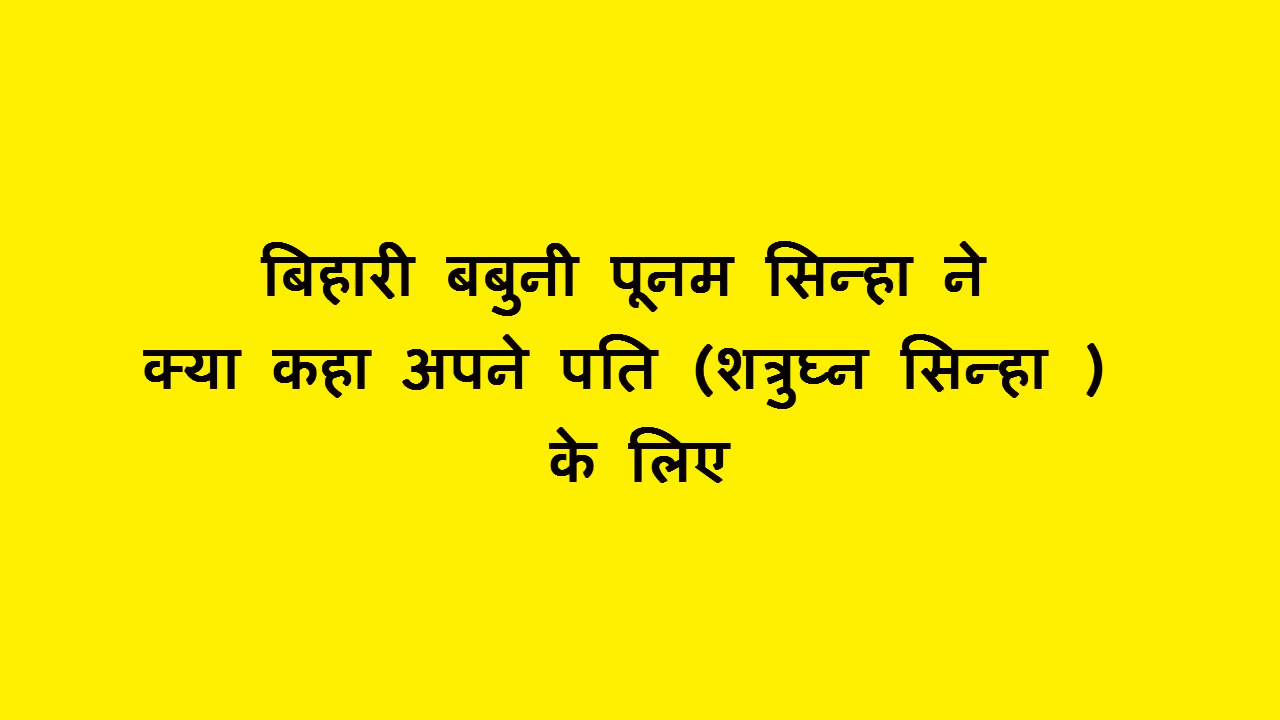 बिहारी बबुनी पूनम सिन्हा ने
क्या कहा अपने पति (शत्रुघ्न सिन्हा )
के लिए